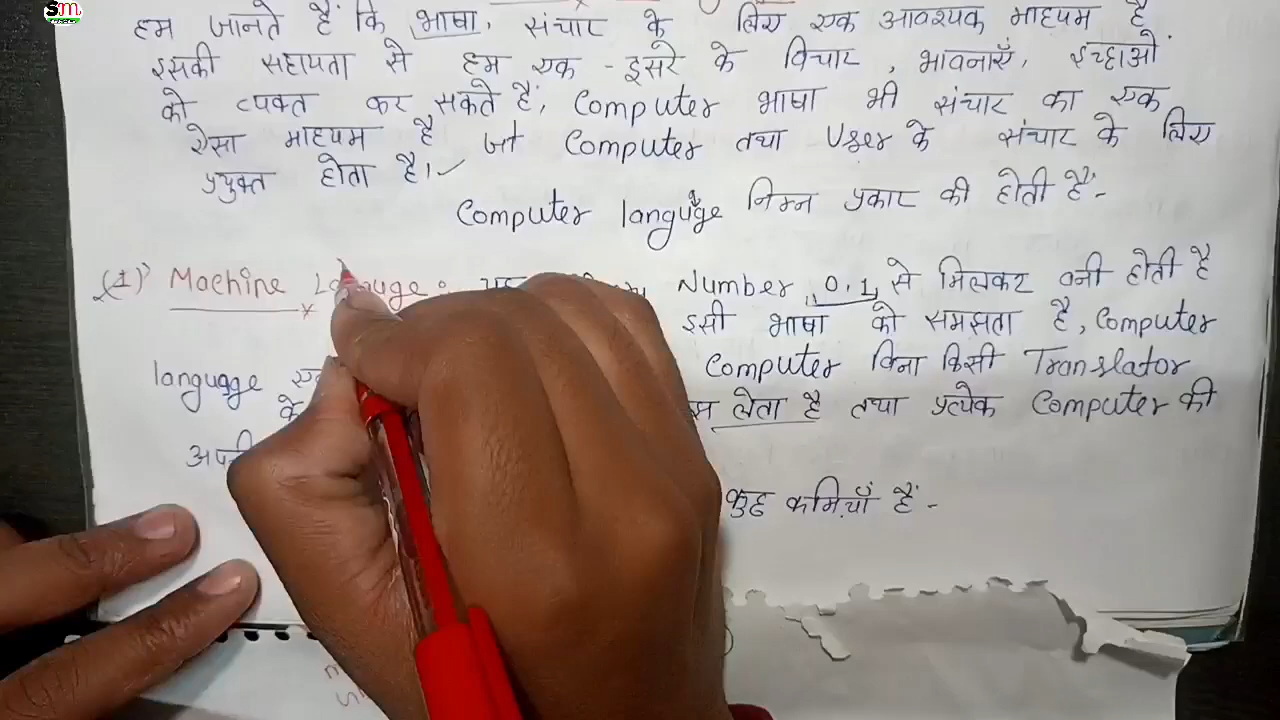 SM
हम जानते हैं कि भाषा, संचार के लिए एक आवश्यक माध्यम है
इसकी सहायता से हम एक - दूसरे के विचार, भावनाएँ, इच्छाओं
को व्यक्त कर सकते हैं, Computer भाषा भी संचार का एक
ऐसा माध्यम है जो Computer तथा User के संचार के लिए
प्रयुक्त होता है।
Computer language निम्न प्रकार की होती हैं-
(1) Machine Number 0,1 से मिलकर बनी होती है
इसी भाषा को समझता है, Computer
language Computer बिना किसी Translator
के लेता है तथा प्रत्येक Computer की
कुछ कमियाँ हैं -